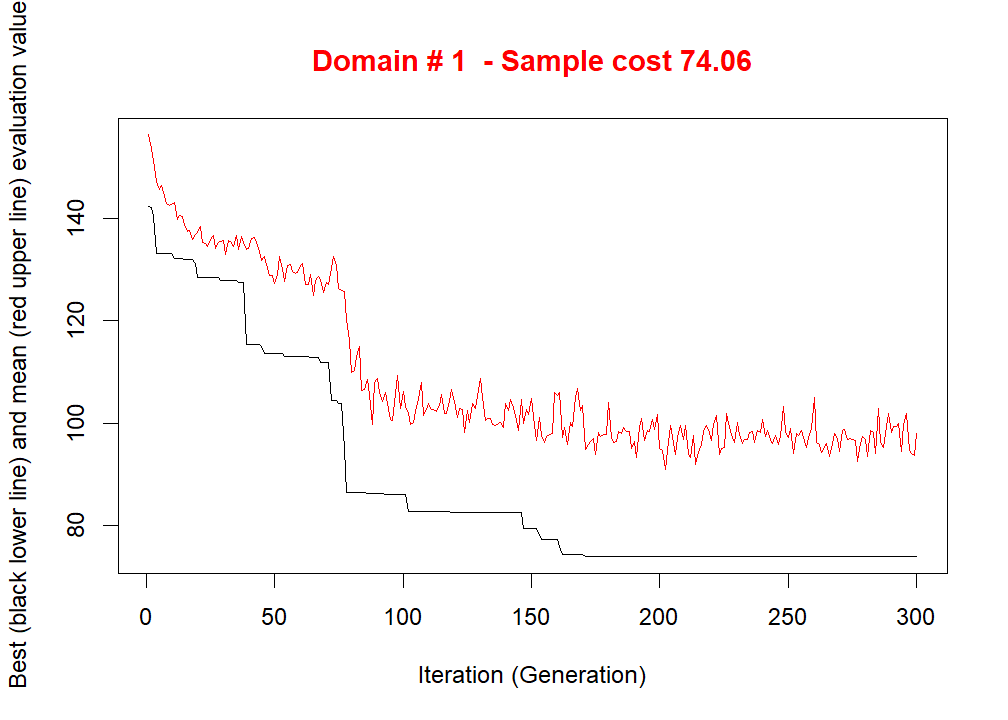 Domain # 1  - Sample cost 74.06
Best (black lower line) and mean (red upper line) evaluation value
140
120
100
80
0 50 100 150 200 250 300
Iteration (Generation)